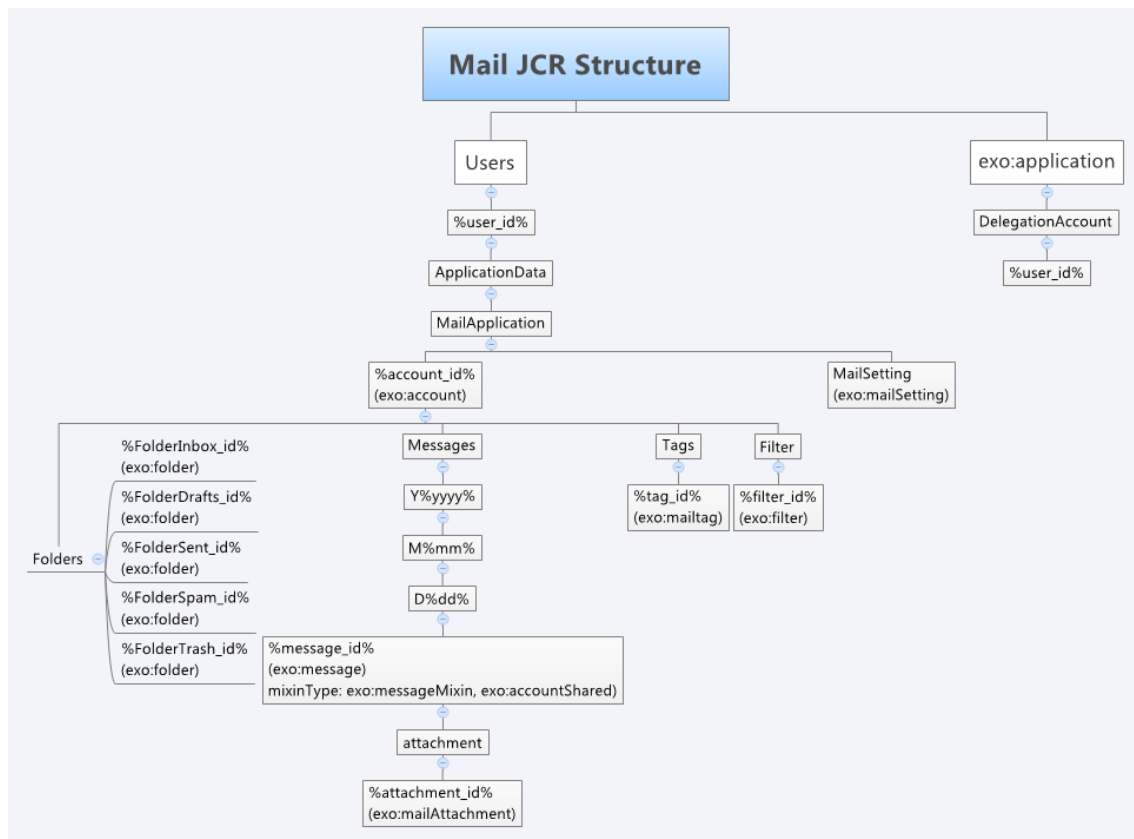 Mail JCR Structure
Users
exo:application
%user_id%
DelegationAccount
ApplicationData
%user_id%
MailApplication
%account_id%
(exo:account)
MailSetting
(exo:mailSetting)
Folders
%FolderInbox_id%
(exo:folder)
%FolderDrafts_id%
(exo:folder)
%FolderSent_id%
(exo:folder)
%FolderSpam_id%
(exo:folder)
%FolderTrash_id%
(exo:folder)
Messages
Y%yyyy%
M%mm%
D%dd%
%message_id%
(exo:message)
mixinType: exo:messageMixin, exo:accountShared)
attachment
%attachment_id%
(exo:mailAttachment)
Tags
%tag_id%
(exo:mailtag)
Filter
%filter_id%
(exo:filter)